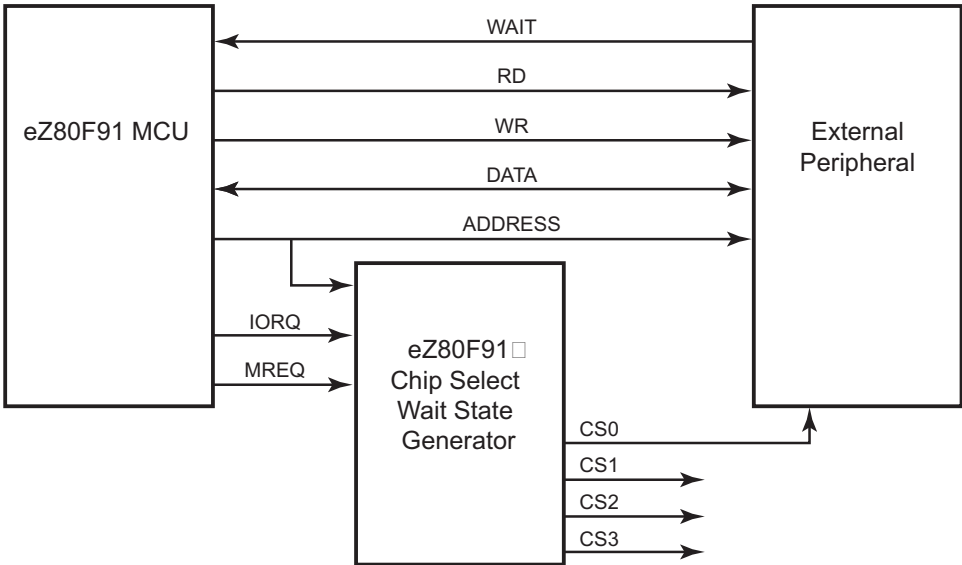 WAIT
RD
eZ80F91 MCU
WR
External
Peripheral
DATA
ADDRESS
IORQ
MREQ
eZ80F91□
Chip Select
Wait State
Generator
CS0
CS1
CS2
CS3